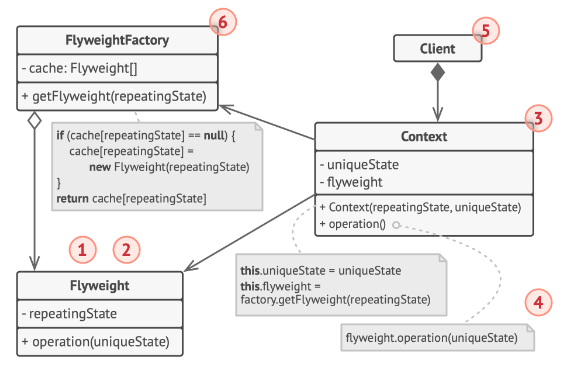 6
FlyweightFactory
- cache: Flyweight[]
+ getFlyweight(repeatingState)
if (cache[repeatingState] == null) {
cache[repeatingState] =
new Flyweight(repeatingState)
}
return cache[repeatingState]
5
Client
3
Context
- uniqueState
- flyweight
+ Context(repeatingState, uniqueState)
+ operation()
this.uniqueState = uniqueState
this.flyweight =
factory.getFlyweight(repeatingState)
4
flyweight.operation(uniqueState)
1 2
Flyweight
- repeatingState
+ operation(uniqueState)